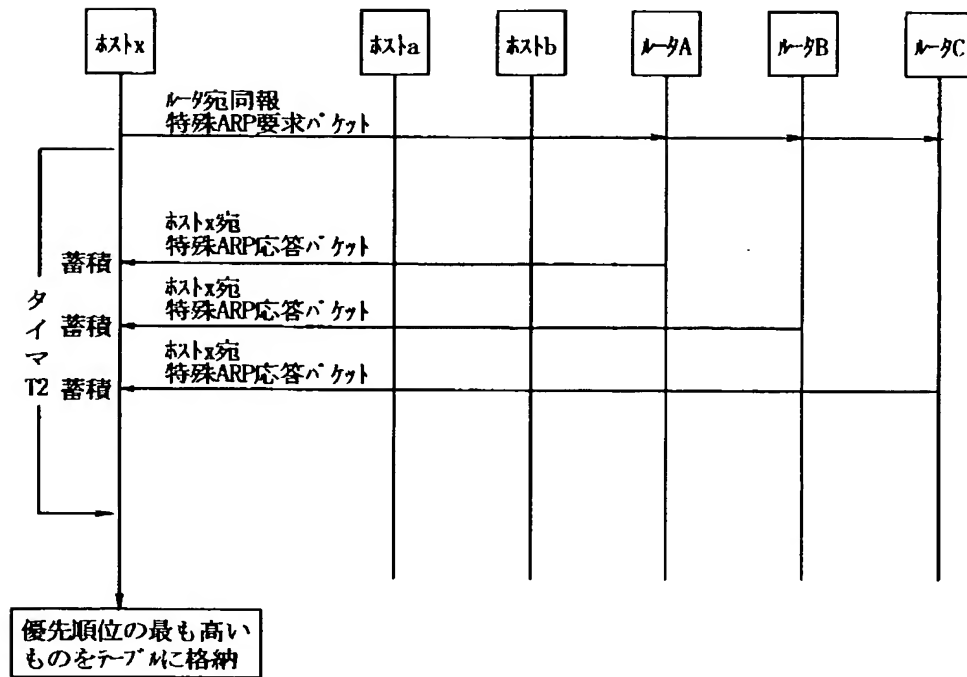 ホストx
ホストa
ホストb
ルータA
ルータB
ルータC
ルータ宛同報
特殊ARP要求パケット
ホストx宛
特殊ARP応答パケット
蓄積
ホストx宛
特殊ARP応答パケット
蓄積
ホストx宛
特殊ARP応答パケット
蓄積
タイマ
T2
優先順位の最も高い
ものをテーブルに格納